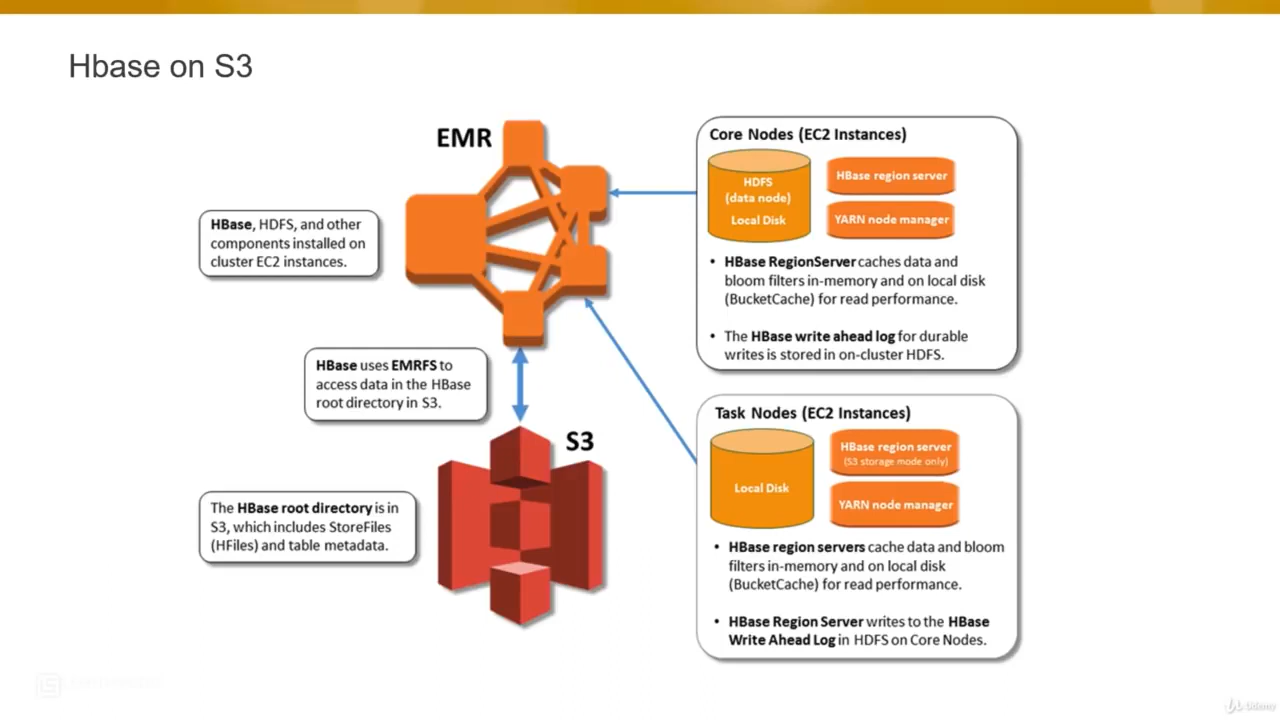 Hbase on S3
EMR
HBase, HDFS, and other
components installed on
cluster EC2 instances.
HBase uses EMRFS to
access data in the HBase
root directory in S3.
S3
The HBase root directory is in
S3, which includes StoreFiles
(HFiles) and table metadata.
Core Nodes (EC2 Instances)
HDFS
(data node)
Local Disk
HBase region server
YARN node manager
• HBase RegionServer caches data and
bloom filters in-memory and on local disk
(BucketCache) for read performance.
• The HBase write ahead log for durable
writes is stored in on-cluster HDFS.
Task Nodes (EC2 Instances)
Local Disk
HBase region server
(S3 storage mode only)
YARN node manager
• HBase region servers cache data and bloom
filters in-memory and on local disk
(BucketCache) for read performance.
• HBase Region Server writes to the HBase
Write Ahead Log in HDFS on Core Nodes.
Udemy